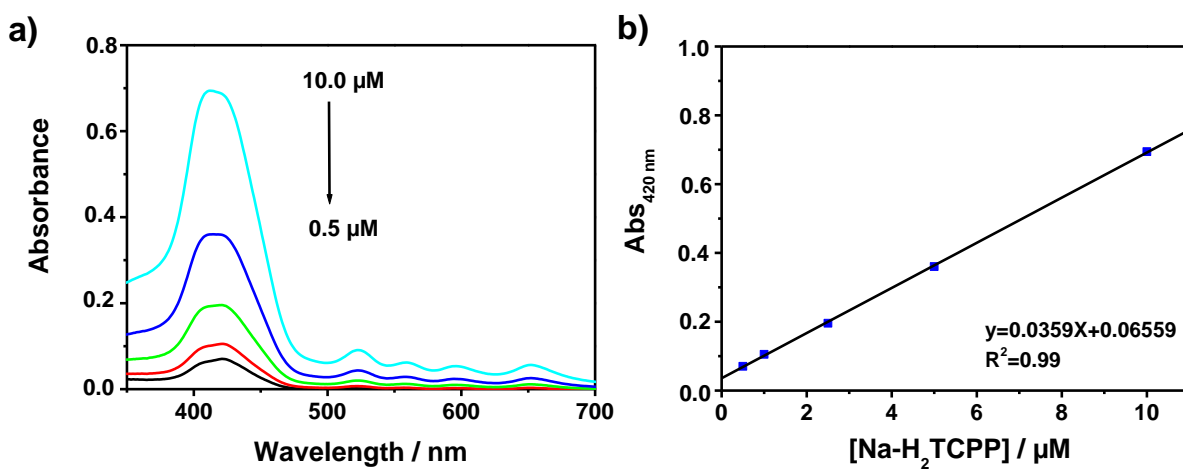 a)
0.8
0.6
0.4
0.2
0.0
Absorbance
10.0 µM
0.5 µM
400 500 600 700
Wavelength / nm
b)
1.0
0.8
0.6
0.4
0.2
0.0
Abs420 nm
y=0.0359X+0.06559
R2=0.99
0 2 4 6 8 10
[Na-H2TCPP] / µM